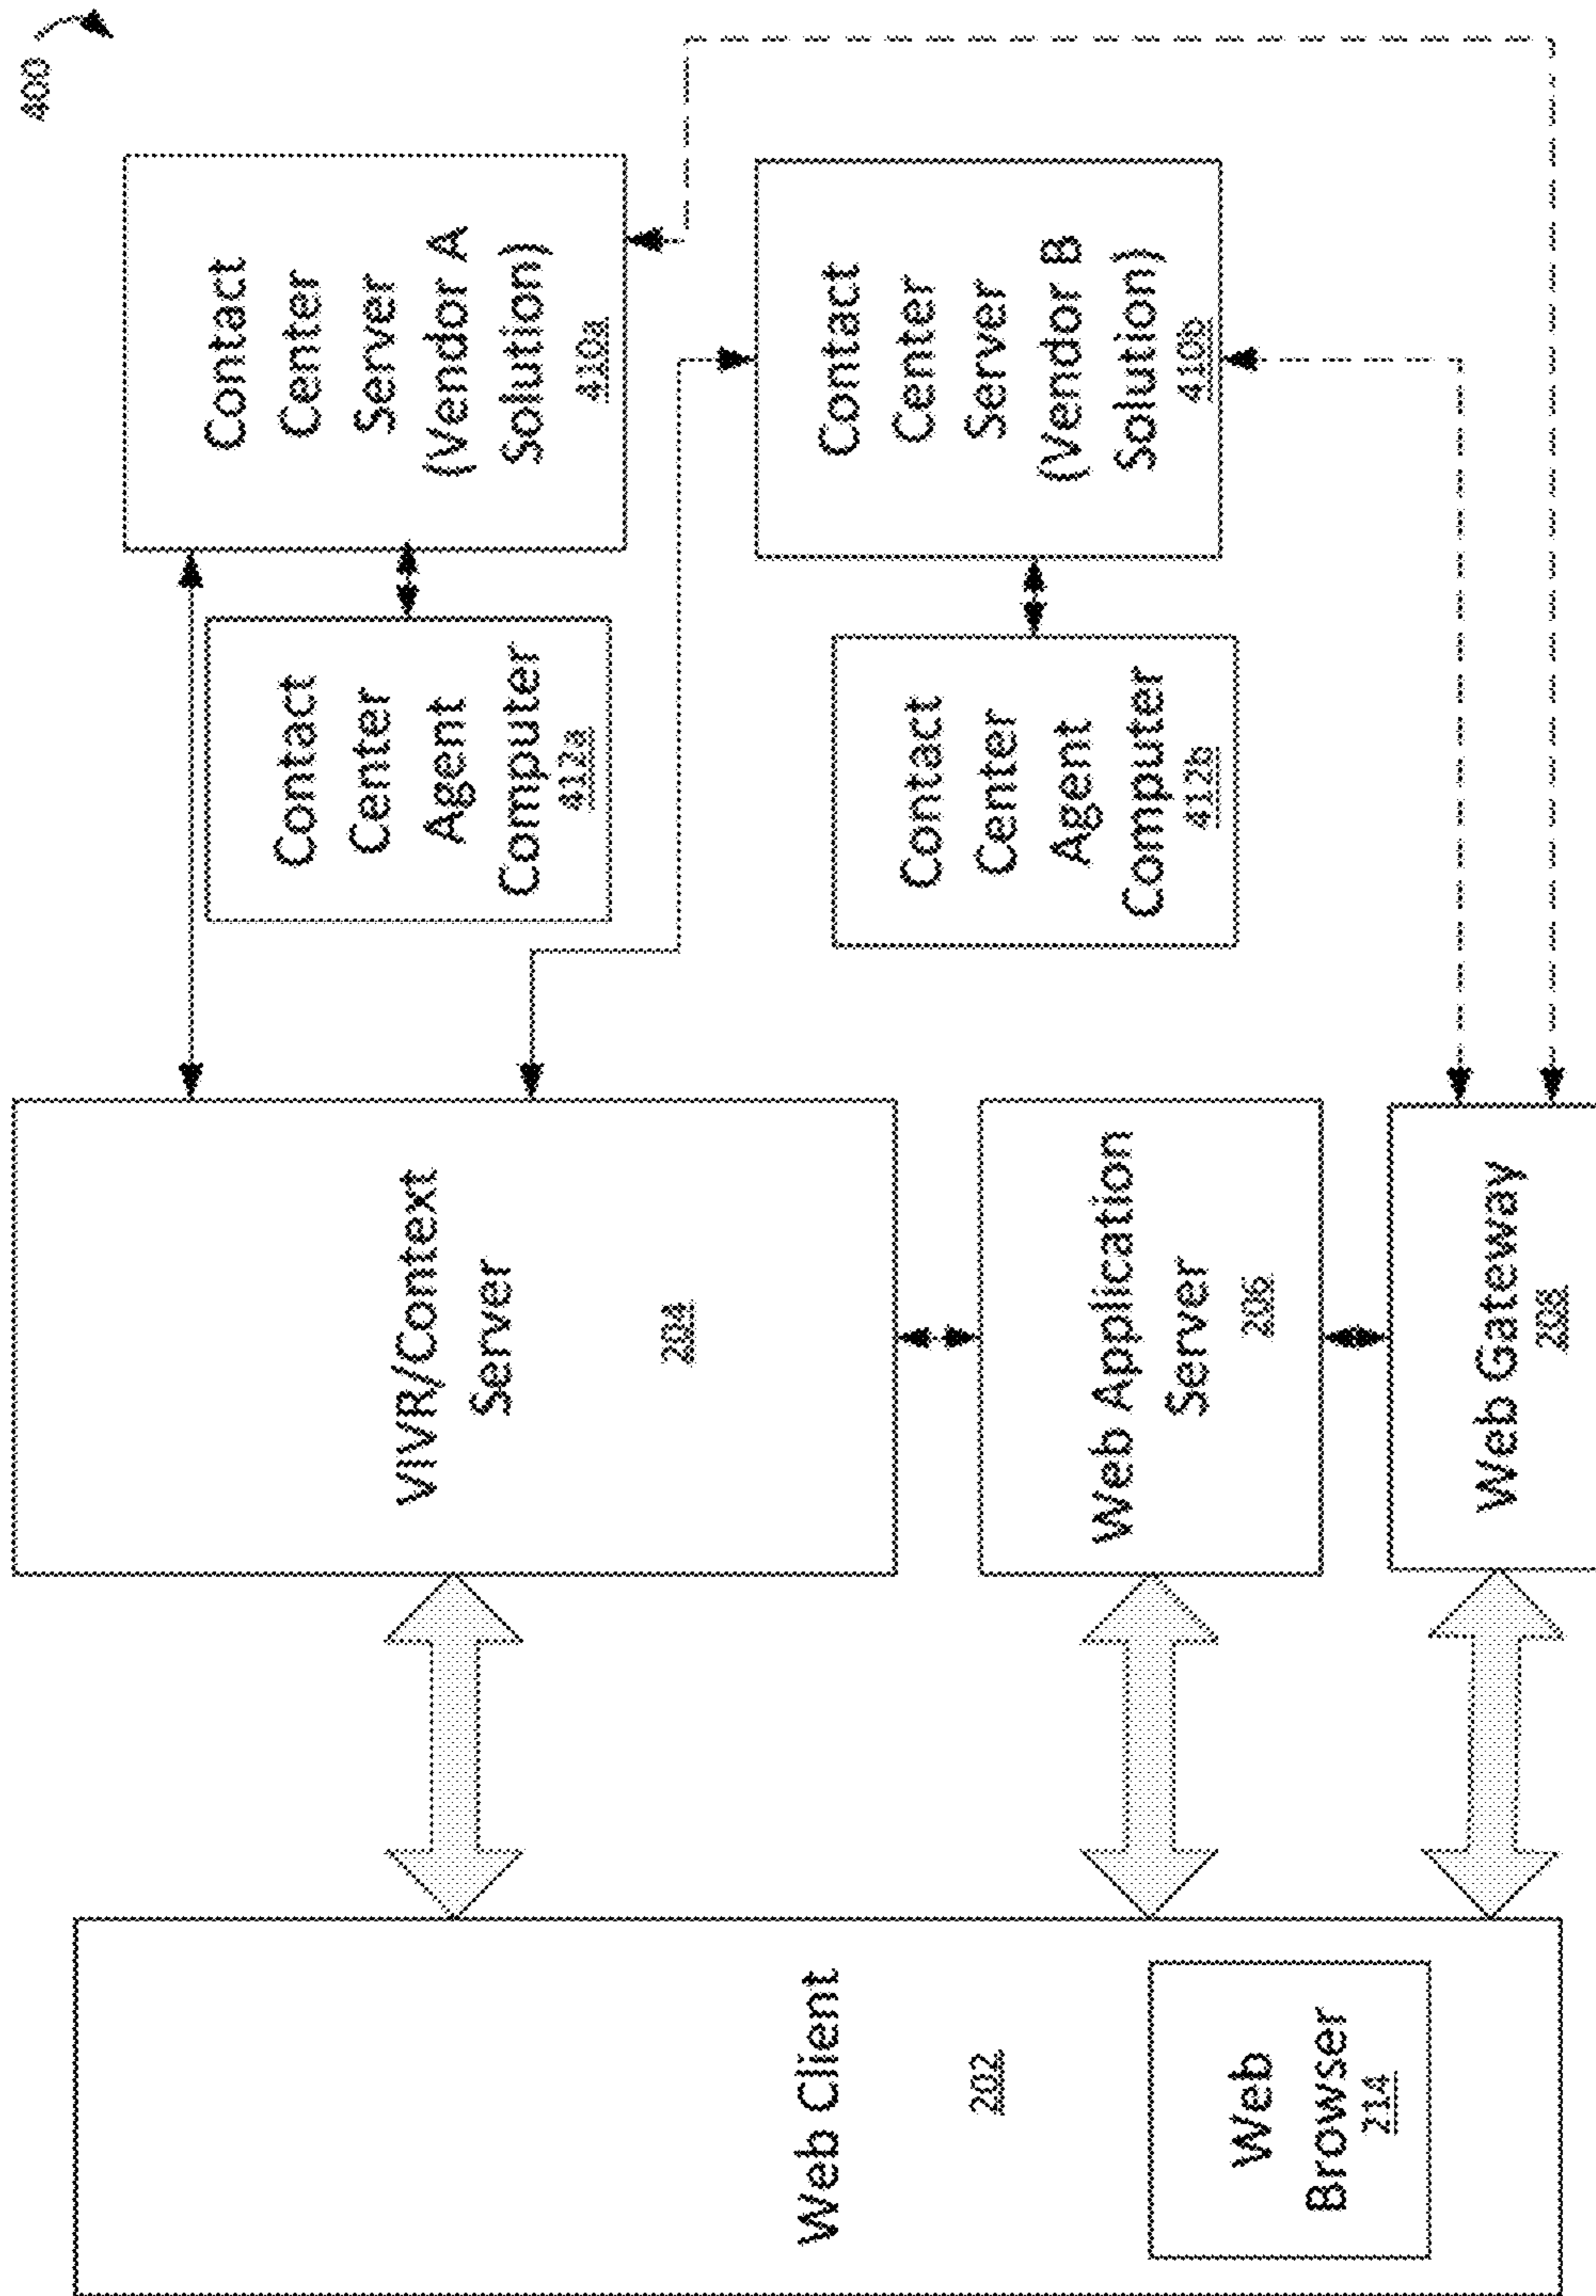 400
Web Client
202
Web
Browser
214
VIVR/Context
Server
204
Web Application
Server
206
Web Gateway
208
Contact
Center
Agent
Computer
412a
Contact
Center
Server
(Vendor A
Solution)
410a
Contact
Center
Agent
Computer
412b
Contact
Center
Server
(Vendor B
Solution)
410b